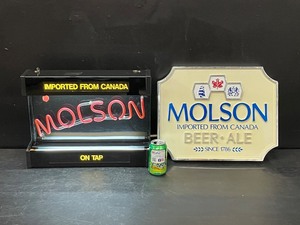 IMPORTED FROM CANADA
MOLSON
ON TAP
MOLSON
IMPORTED FROM CANADA
BEER • ALE
SINCE 1786